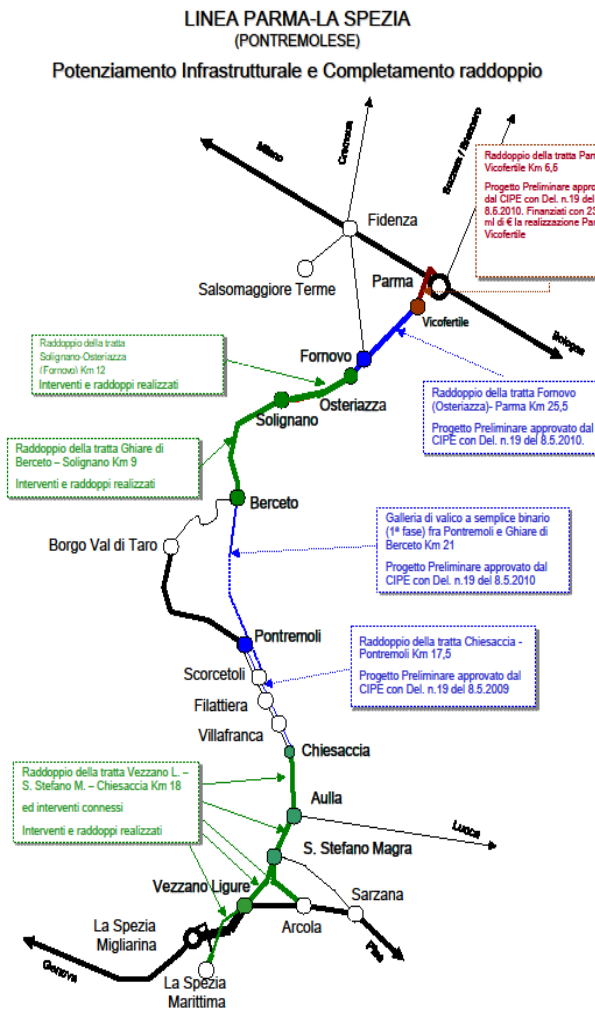 LINEA PARMA-LA SPEZIA
(PONTREMOLESE)
Potenziamento Infrastrutturale e Completamento raddoppio
Milano
Cremona
Suzzara / Brennero
Raddoppio della tratta Par
Vicofertile Km 6,5
Progetto Preliminare appro
dal CIPE con Del. n.19 del
8.5.2010. Finanziati con 23
ml di € la realizzazione Par
Vicofertile
Fidenza
Salsomaggiore Terme
Parma
Vicofertile
Bologna
Raddoppio della tratta
Solignano-Osteriazza
(Fornovo) Km 12
Interventi e raddoppi realizzati
Fornovo
Osteriazza
Solignano
Raddoppio della tratta Fornovo
(Osteriazza)- Parma Km 25,5
Progetto Preliminare approvato dal
CIPE con Del. n.19 del 8.5.2010.
Raddoppio della tratta Ghiare di
Berceto – Solignano Km 9
Interventi e raddoppi realizzati
Berceto
Borgo Val di Taro
Galleria di valico a semplice binario
(1ª fase) fra Pontremoli e Ghiare di
Berceto Km 21
Progetto Preliminare approvato dal
CIPE con Del. n.19 del 8.5.2010
Pontremoli
Scorcetoli
Filattiera
Villafranca
Chiesaccia
Raddoppio della tratta Chiesaccia -
Pontremoli Km 17,5
Progetto Preliminare approvato dal
CIPE con Del. n.19 del 8.5.2009
Raddoppio della tratta Vezzano L. –
S. Stefano M. – Chiesaccia Km 18
ed interventi connessi
Interventi e raddoppi realizzati
Aulla
Lucca
S. Stefano Magra
Vezzano Ligure
Sarzana
Arcola
La Spezia
Migliarina
Pisa
Genova
La Spezia
Marittima